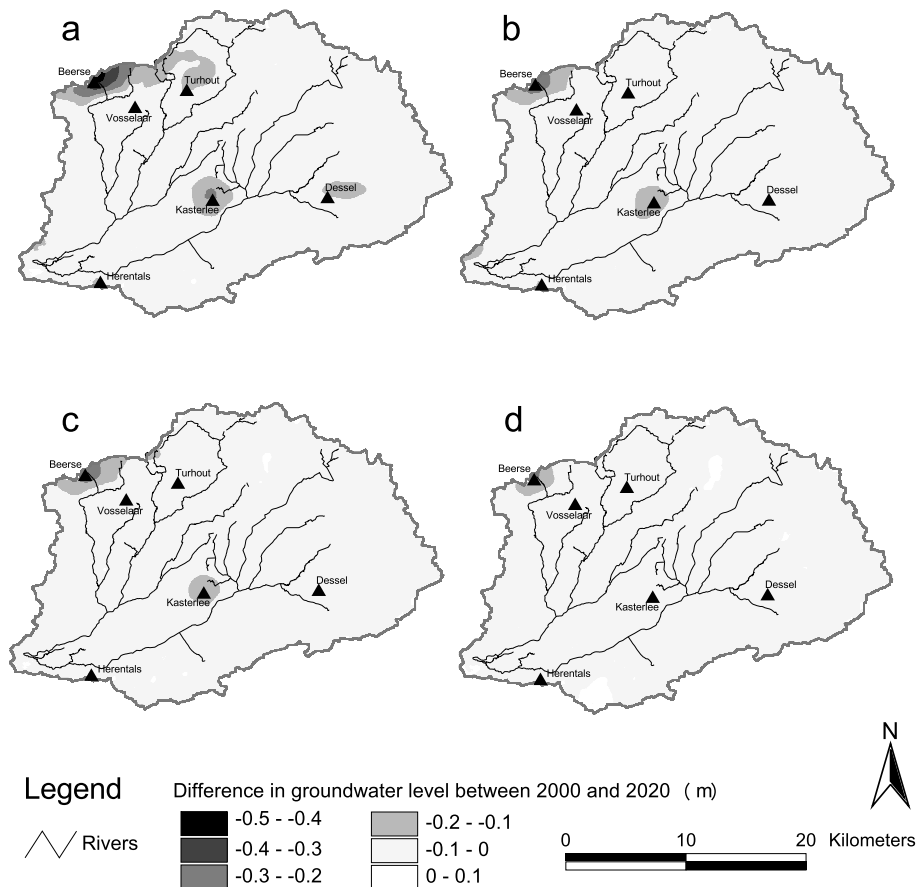 a
Beerse
Turhout
Vosselaar
Kasterlee
Dessel
Herentals
b
Beerse
Turhout
Vosselaar
Kasterlee
Dessel
Herentals
c
Beerse
Turhout
Vosselaar
Kasterlee
Dessel
Herentals
d
Beerse
Turhout
Vosselaar
Kasterlee
Dessel
Herentals
N
Legend
Rivers
Difference in groundwater level between 2000 and 2020 (m)
-0.5 - -0.4
-0.4 - -0.3
-0.3 - -0.2
-0.2 - -0.1
-0.1 - 0
0 - 0.1
0 10 20 Kilometers